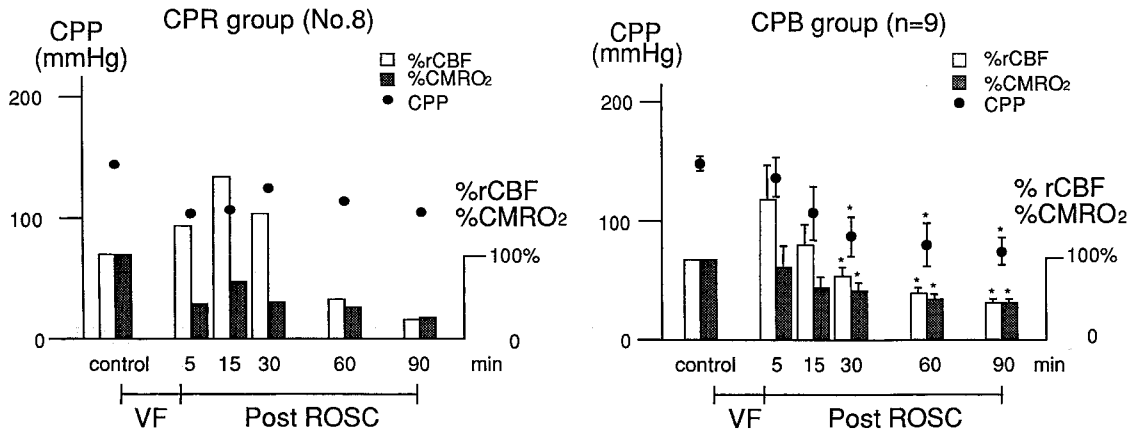 CPR group (No.8)
CPP
(mmHg)
%rCBF
%CMRO₂
CPP
200
100
0
%rCBF
%CMRO₂
100%
0
control 5 15 30 60 90 min
VF Post ROSC
CPB group (n=9)
CPP
(mmHg)
%rCBF
%CMRO₂
CPP
200
100
0
% rCBF
%CMRO₂
100%
0
* * * * * * * * *
control 5 15 30 60 90 min
VF Post ROSC